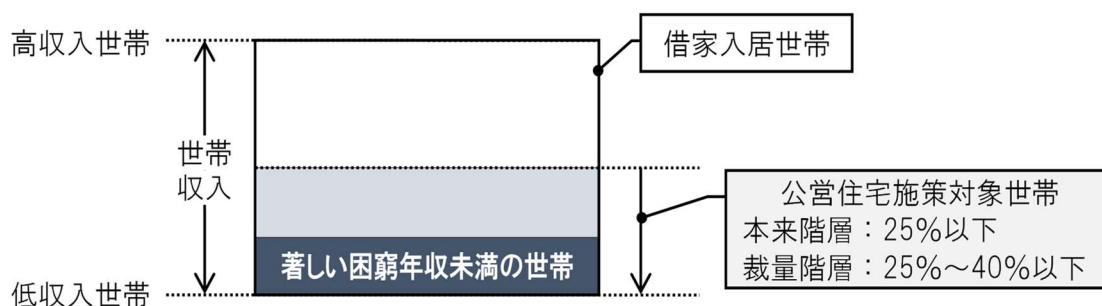 高収入世帯
借家入居世帯
世帯
収入
公営住宅施策対象世帯
本来階層：25%以下
裁量階層：25%～40%以下
著しい困窮年収未満の世帯
低収入世帯